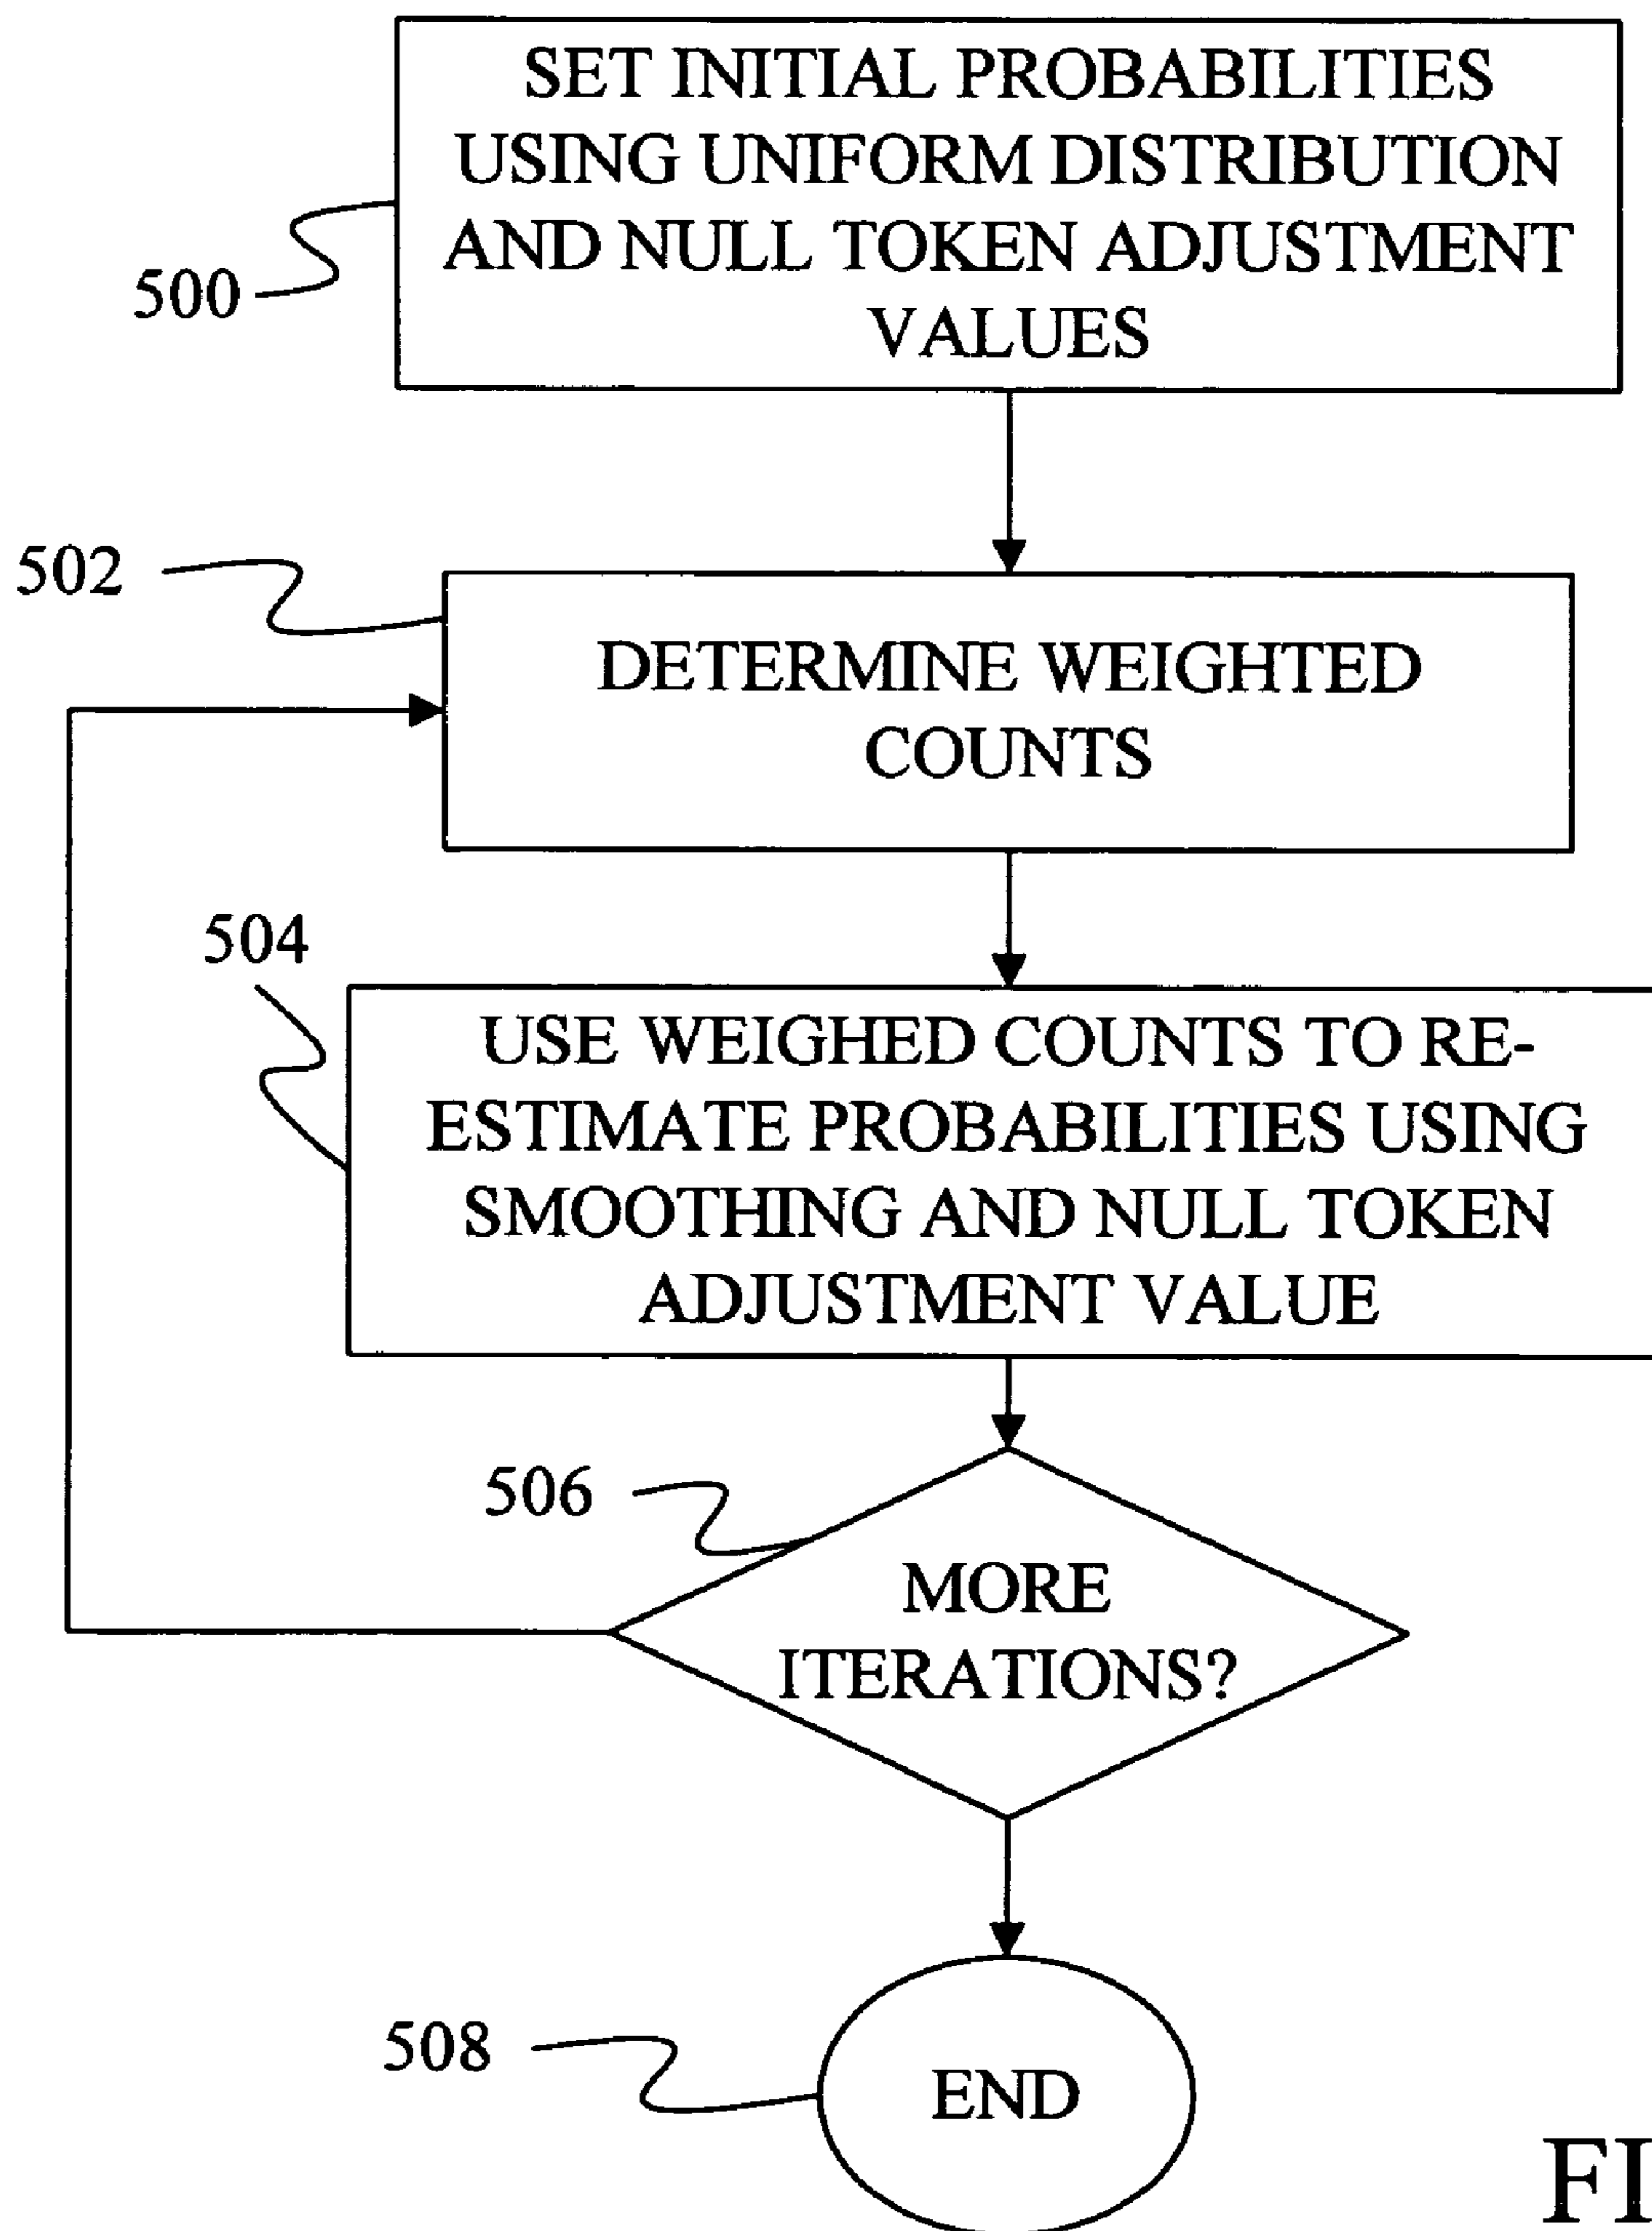 SET INITIAL PROBABILITIES
USING UNIFORM DISTRIBUTION
AND NULL TOKEN ADJUSTMENT
VALUES
500
502
DETERMINE WEIGHTED
COUNTS
504
USE WEIGHED COUNTS TO RE-
ESTIMATE PROBABILITIES USING
SMOOTHING AND NULL TOKEN
ADJUSTMENT VALUE
506
MORE
ITERATIONS?
508
END
FI